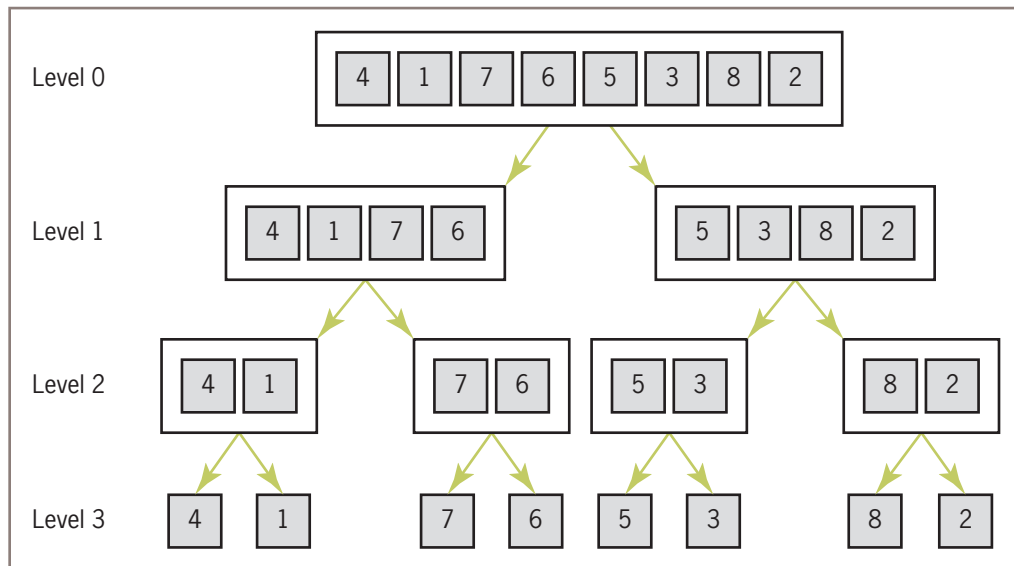 Level 0 4 1 7 6 5 3 8 2
Level 1 4 1 7 6 5 3 8 2
Level 2 4 1 7 6 5 3 8 2
Level 3 4 1 7 6 5 3 8 2